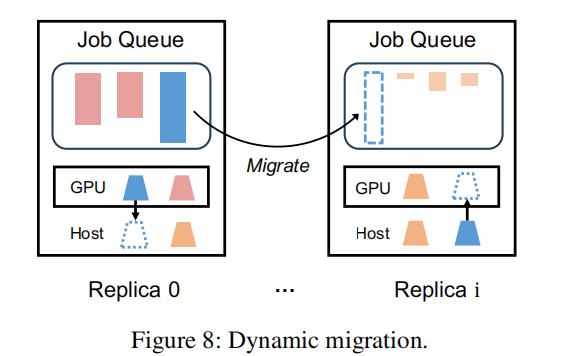 Job Queue
Job Queue
Migrate
GPU
GPU
Host
Host
Replica 0
...
Replica i
Figure 8: Dynamic migration.